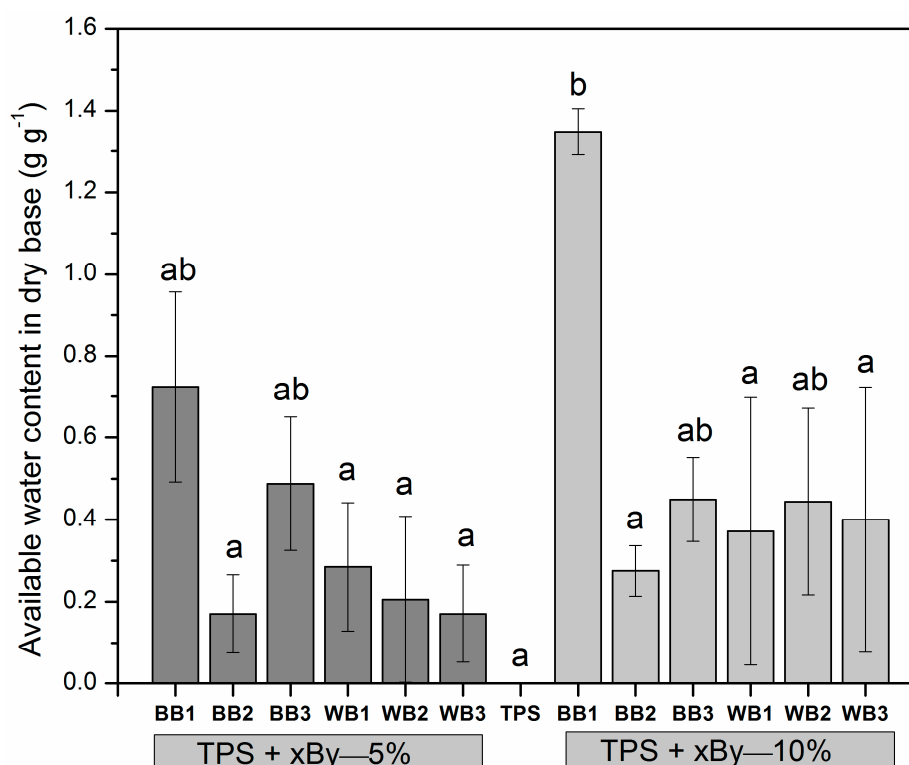 Available water content in dry base (g g⁻¹)
1.6
1.4
1.2
1.0
0.8
0.6
0.4
0.2
0.0
ab
a
ab
a
a
a
a
b
a
ab
a
ab
a
BB1 BB2 BB3 WB1 WB2 WB3 TPS BB1 BB2 BB3 WB1 WB2 WB3
TPS + xBy—5% TPS + xBy—10%